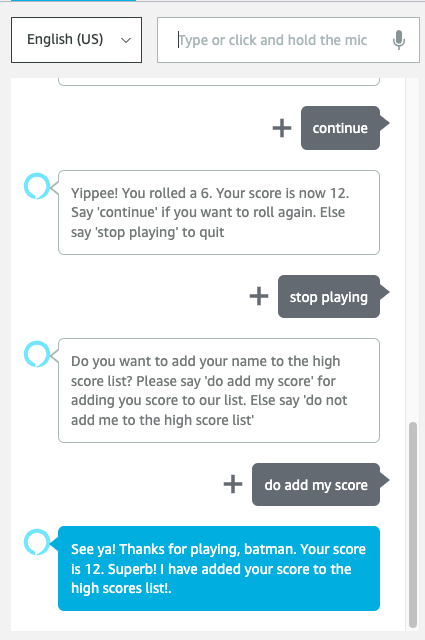 English (US)
Type or click and hold the mic
continue
Yippee! You rolled a 6. Your score is now 12.
Say 'continue' if you want to roll again. Else
say 'stop playing' to quit
stop playing
Do you want to add your name to the high
score list? Please say 'do add my score' for
adding you score to our list. Else say 'do not
add me to the high score list'
do add my score
See ya! Thanks for playing, batman. Your score
is 12. Superb! I have added your score to the
high scores list!.